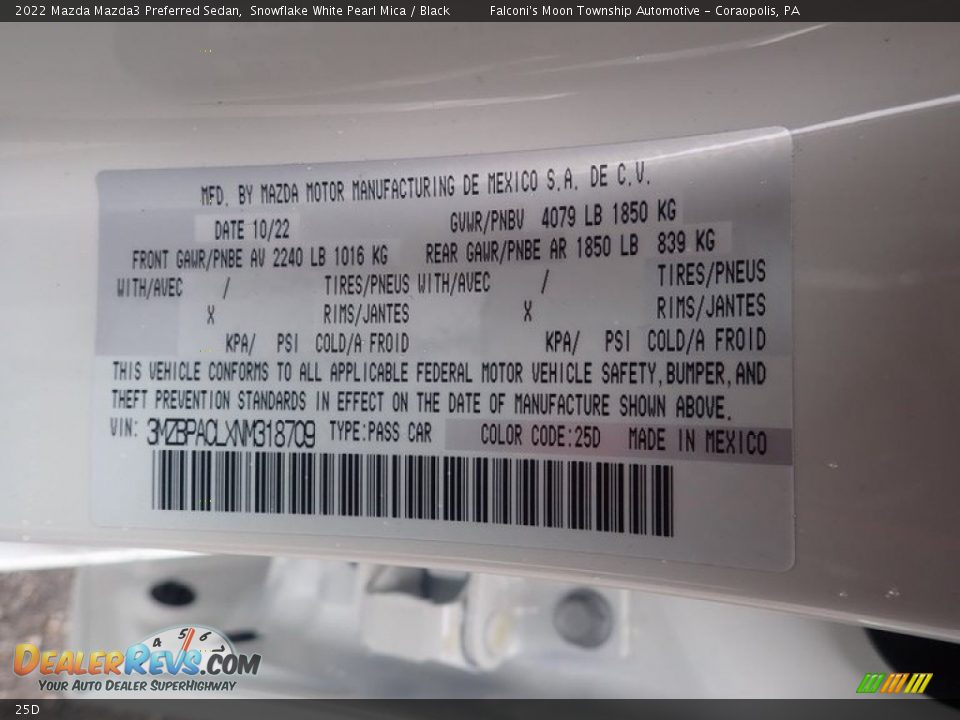 2022 Mazda Mazda3 Preferred Sedan, Snowflake White Pearl Mica / Black Falconi's Moon Township Automotive - Coraopolis, PA
MFD. BY MAZDA MOTOR MANUFACTURING DE MEXICO S.A. DE C.V.
DATE 10/22 GVWR/PNBV 4079 LB 1850 KG
FRONT GAWR/PNBE AV 2240 LB 1016 KG REAR GAWR/PNBE AR 1850 LB 839 KG
WITH/AVEC / TIRES/PNEUS WITH/AVEC / TIRES/PNEUS
X RIMS/JANTES X RIMS/JANTES
KPA/ PSI COLD/A FROID KPA/ PSI COLD/A FROID
THIS VEHICLE CONFORMS TO ALL APPLICABLE FEDERAL MOTOR VEHICLE SAFETY, BUMPER, AND
THEFT PREVENTION STANDARDS IN EFFECT ON THE DATE OF MANUFACTURE SHOWN ABOVE.
VIN: 3MZBPACLXNM318709 TYPE:PASS CAR COLOR CODE:25D MADE IN MEXICO
4 5 6
DEALERREVS.COM
YOUR AUTO DEALER SUPERHIGHWAY
25D